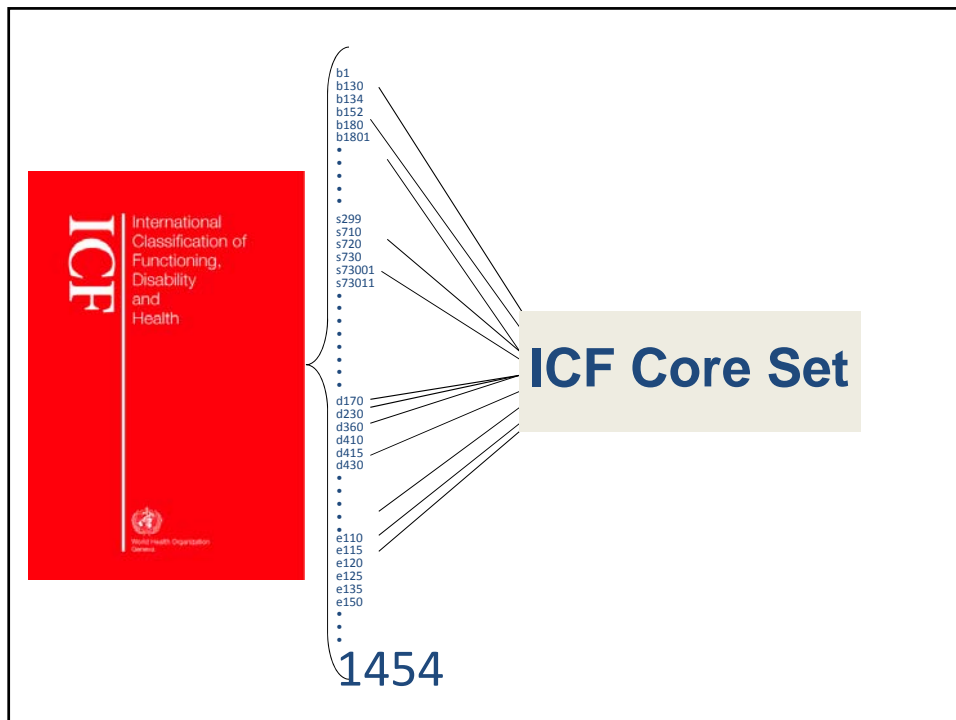 b1
b130
b134
b152
b180
b1801
•
•
•
•
•
s299
s710
s720
s730
s73001
s73011
•
•
•
•
•
•
•
•
d170
d230
d360
d410
d415
d430
•
•
•
•
•
e110
e115
e120
e125
e135
e150
•
•
•
1454
ICF
International
Classification of
Functioning,
Disability
and
Health
World Health Organization
Geneva
ICF Core Set